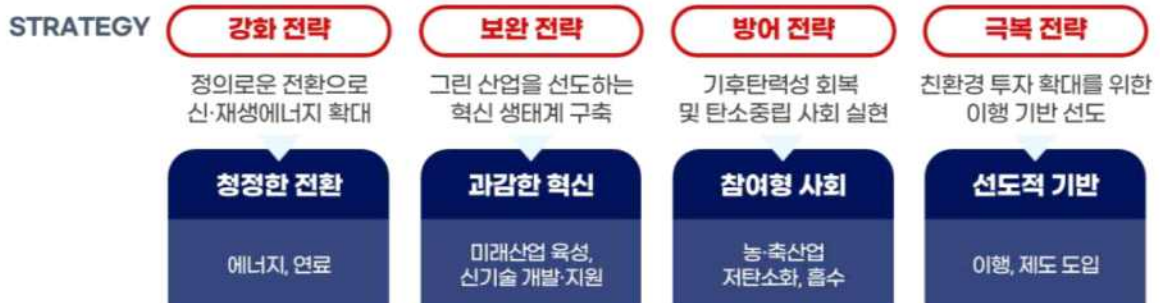 STRATEGY
강화 전략
보완 전략
방어 전략
극복 전략
정의로운 전환으로
신·재생에너지 확대
그린 산업을 선도하는
혁신 생태계 구축
기후탄력성 회복
및 탄소중립 사회 실현
친환경 투자 확대를 위한
이행 기반 선도
청정한 전환
과감한 혁신
참여형 사회
선도적 기반
에너지, 연료
미래산업 육성,
신기술 개발·지원
농·축산업
저탄소화, 흡수
이행, 제도 도입